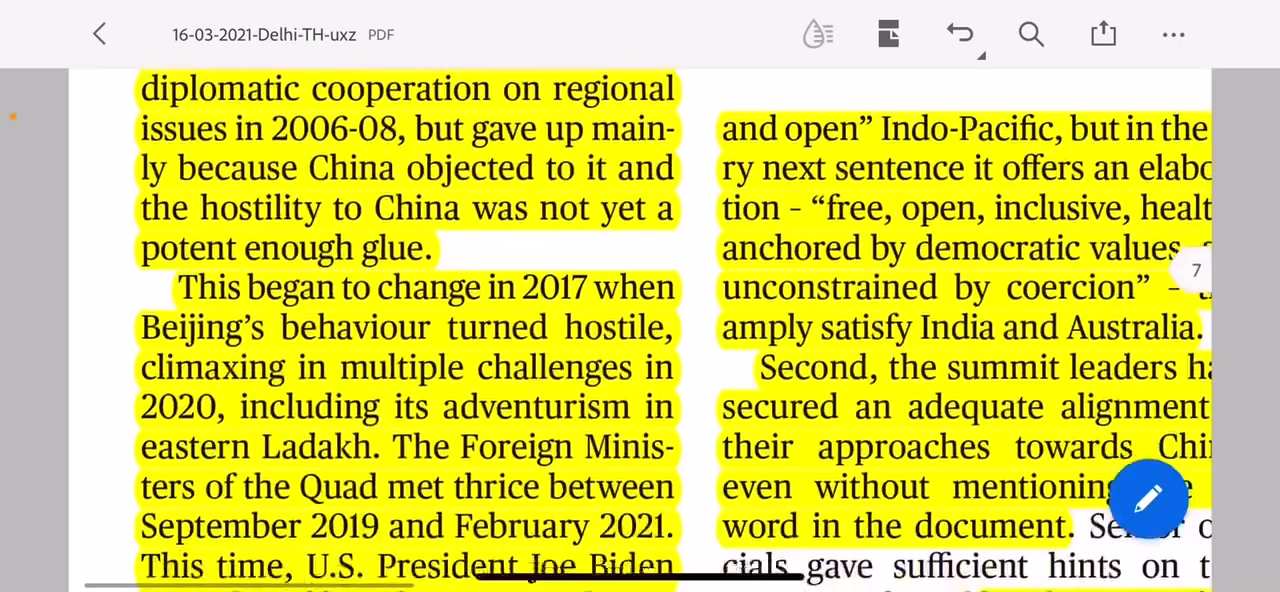 16-03-2021-Delhi-TH-uxz PDF
diplomatic cooperation on regional
issues in 2006-08, but gave up main-
ly because China objected to it and
the hostility to China was not yet a
potent enough glue.
This began to change in 2017 when
Beijing’s behaviour turned hostile,
climaxing in multiple challenges in
2020, including its adventurism in
eastern Ladakh. The Foreign Minis-
ters of the Quad met thrice between
September 2019 and February 2021.
This time, U.S. President Joe Biden
and open” Indo-Pacific, but in the
ry next sentence it offers an elabo
tion – “free, open, inclusive, healt
anchored by democratic values,
unconstrained by coercion” –
amply satisfy India and Australia.
Second, the summit leaders ha
secured an adequate alignment
their approaches towards Chi
even without mentioning
word in the document.
cials gave sufficient hints on t
7